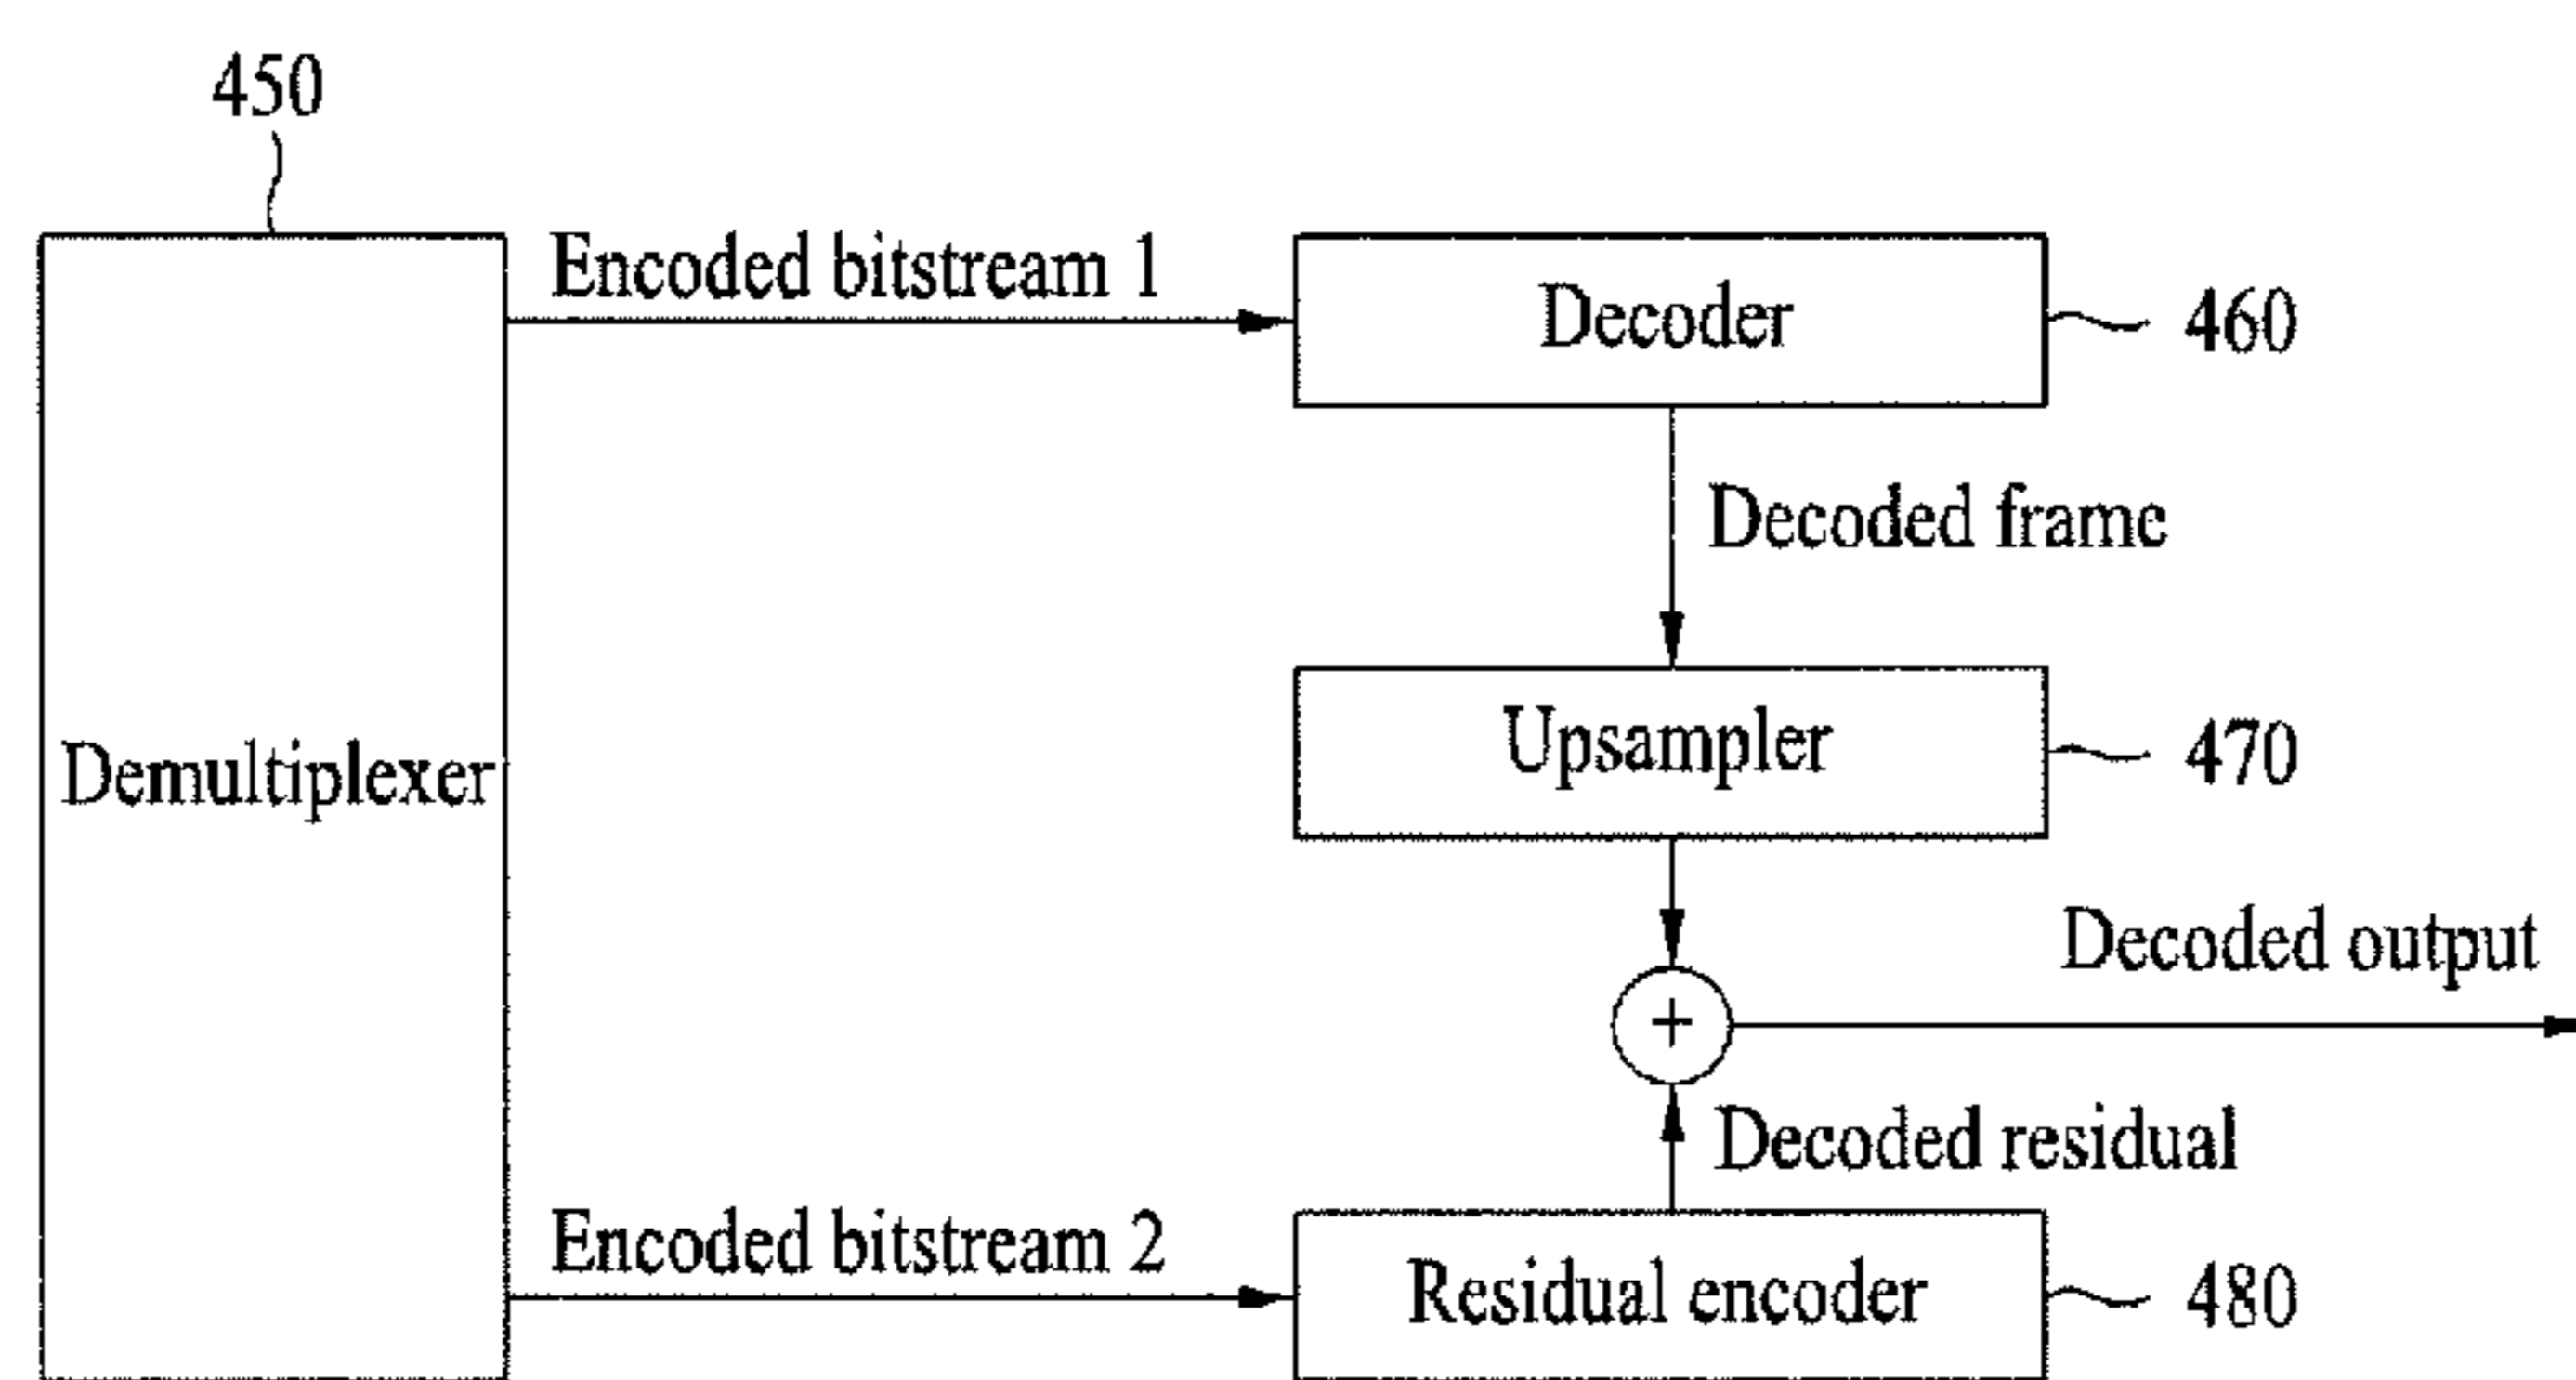 450
Encoded bitstream 1
Decoder
460
Decoded frame
Upsampler
470
Demultiplexer
Decoded output
+
Decoded residual
Encoded bitstream 2
Residual encoder
480